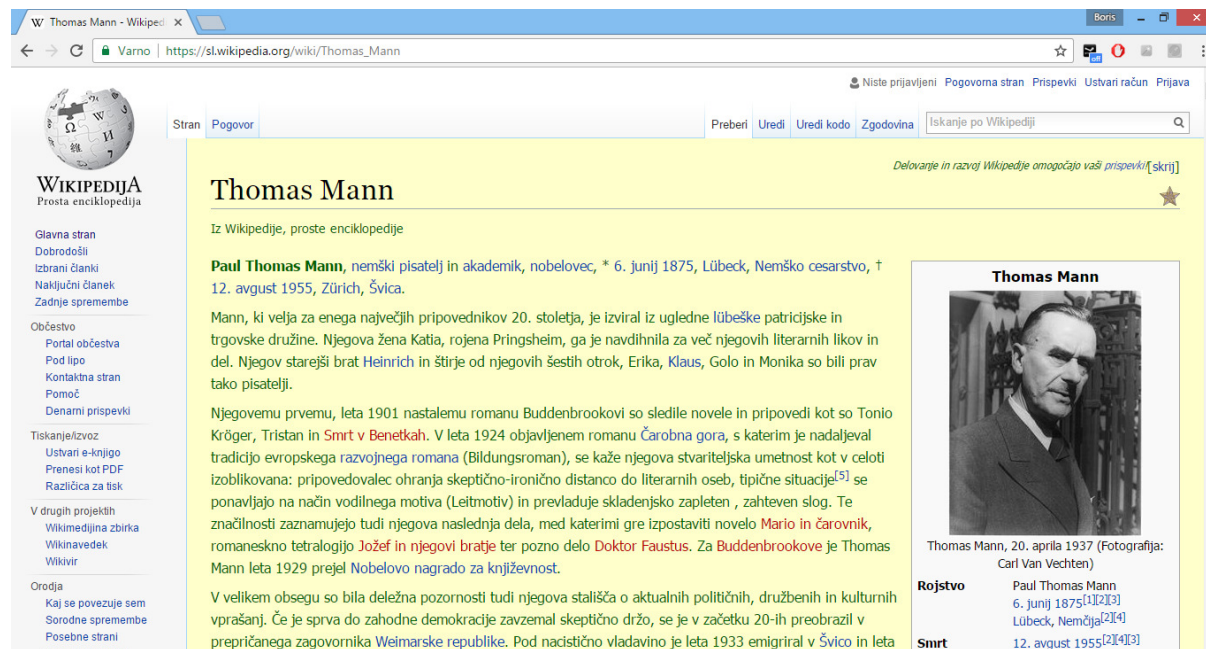 Thomas Mann - Wikiped
Boris
Varno
https://sl.wikipedia.org/wiki/Thomas_Mann
off
Niste prijavljeni Pogovorna stran Prispevki Ustvari račun Prijava
Stran Pogovor
Preberi Uredi Uredi kodo Zgodovina Iskanje po Wikipediji
WIKIPEDIJA
Prosta enciklopedija
Glavna stran
Dobrodošli
Izbrani članki
Naključni članek
Zadnje spremembe
Občestvo
Portal občestva
Pod lipo
Kontaktna stran
Pomoč
Denarni prispevki
Tiskanje/izvoz
Ustvari e-knjigo
Prenesi kot PDF
Različica za tisk
V drugih projektih
Wikimedijina zbirka
Wikinavedek
Wikivir
Orodja
Kaj se povezuje sem
Sorodne spremembe
Posebne strani
Delovanje in razvoj Wikipedije omogočajo vaši prispevki! [skrij]
Thomas Mann
Iz Wikipedije, proste enciklopedije
Paul Thomas Mann, nemški pisatelj in akademik, nobelovec, * 6. junij 1875, Lübeck, Nemško cesarstvo, †
12. avgust 1955, Zürich, Švica.
Mann, ki velja za enega največjih pripovednikov 20. stoletja, je izviral iz ugledne lübeške patricijske in
trgovske družine. Njegova žena Katia, rojena Pringsheim, ga je navdihnila za več njegovih literarnih likov in
del. Njegov starejši brat Heinrich in štirje od njegovih šestih otrok, Erika, Klaus, Golo in Monika so bili prav
tako pisatelji.
Njegovemu prvemu, leta 1901 nastalemu romanu Buddenbrookovi so sledile novele in pripovedi kot so Tonio
Kröger, Tristan in Smrt v Benetkah. V leta 1924 objavljenem romanu Čarobna gora, s katerim je nadaljeval
tradicijo evropskega razvojnega romana (Bildungsroman), se kaže njegova stvariteljska umetnost kot v celoti
izoblikovana: pripovedovalec ohranja skeptično-ironično distanco do literarnih oseb, tipične situacije[5] se
ponavljajo na način vodilnega motiva (Leitmotiv) in prevladuje skladenjsko zapleten , zahteven slog. Te
značilnosti zaznamujejo tudi njegova naslednja dela, med katerimi gre izpostaviti novelo Mario in čarovnik,
romaneskno tetralogijo Jožef in njegovi bratje ter pozno delo Doktor Faustus. Za Buddenbrookove je Thomas
Mann leta 1929 prejel Nobelovo nagrado za književnost.
V velikem obsegu so bila deležna pozornosti tudi njegova stališča o aktualnih političnih, družbenih in kulturnih
vprašanj. Če je sprva do zahodne demokracije zavzemal skeptično držo, se je v začetku 20-ih preobrazil v
prepričanega zagovornika Weimarske republike. Pod nacistično vladavino je leta 1933 emigriral v Švico in leta
Thomas Mann
Thomas Mann, 20. aprila 1937 (Fotografija:
Carl Van Vechten)
Rojstvo Paul Thomas Mann
6. junij 1875[1][2][3]
Lübeck, Nemčija[2][4]
Smrt 12. avgust 1955[2][4][3]